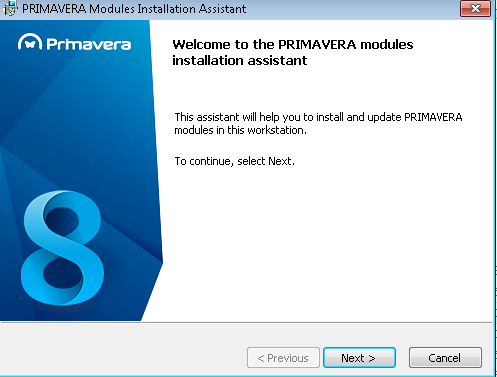 PRIMAVERA Modules Installation Assistant
Primavera
Welcome to the PRIMAVERA modules
installation assistant
This assistant will help you to install and update PRIMAVERA
modules in this workstation.
To continue, select Next.
8
< Previous
Next >
Cancel